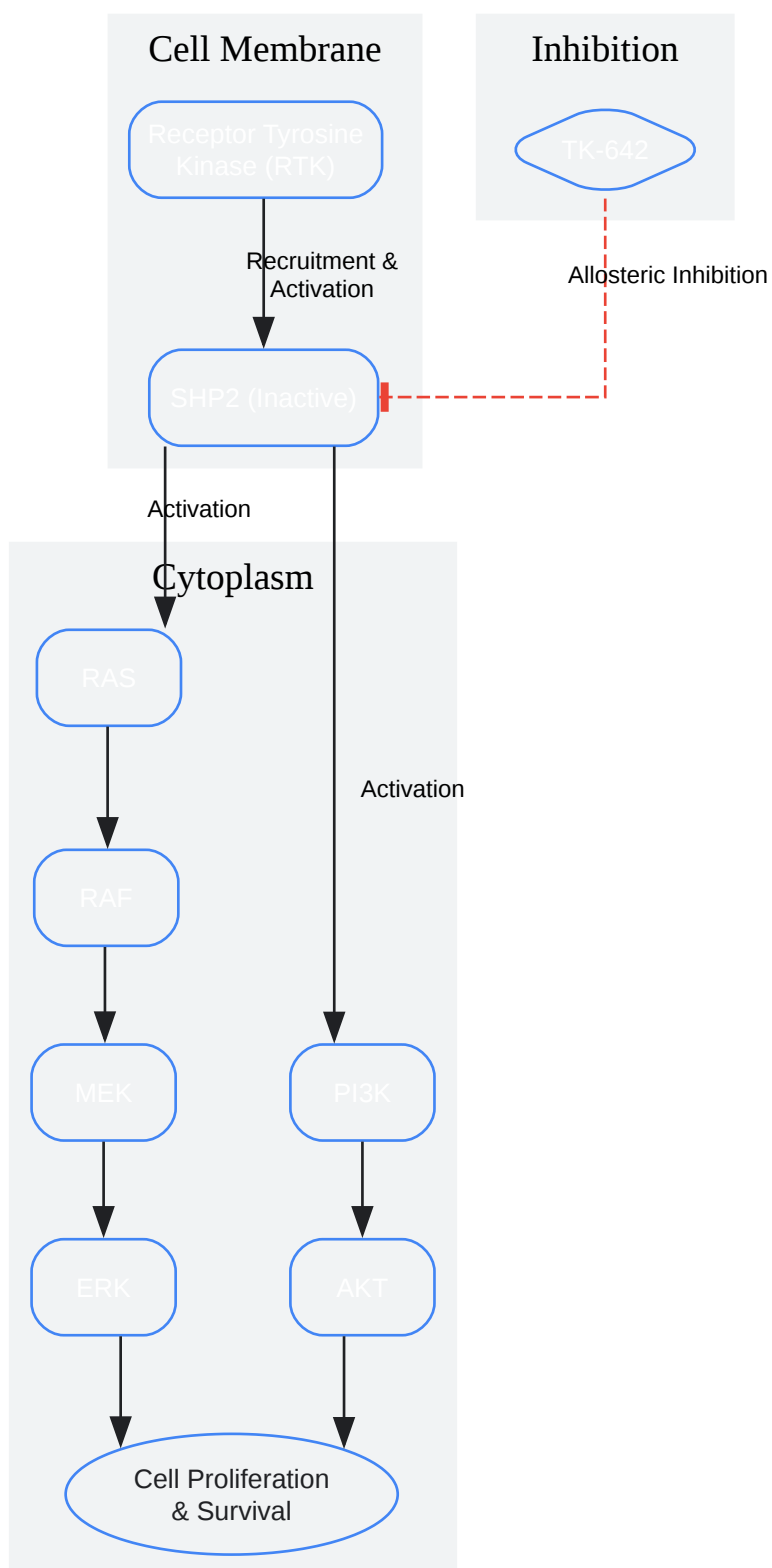 Cell Membrane
Inhibition
Receptor Tyrosine
Kinase (RTK)
TK-642
Recruitment &
Activation
Allosteric Inhibition
SHP2 (Inactive)
Activation
Cytoplasm
RAS
Activation
RAF
MEK
PI3K
ERK
AKT
Cell Proliferation
& Survival